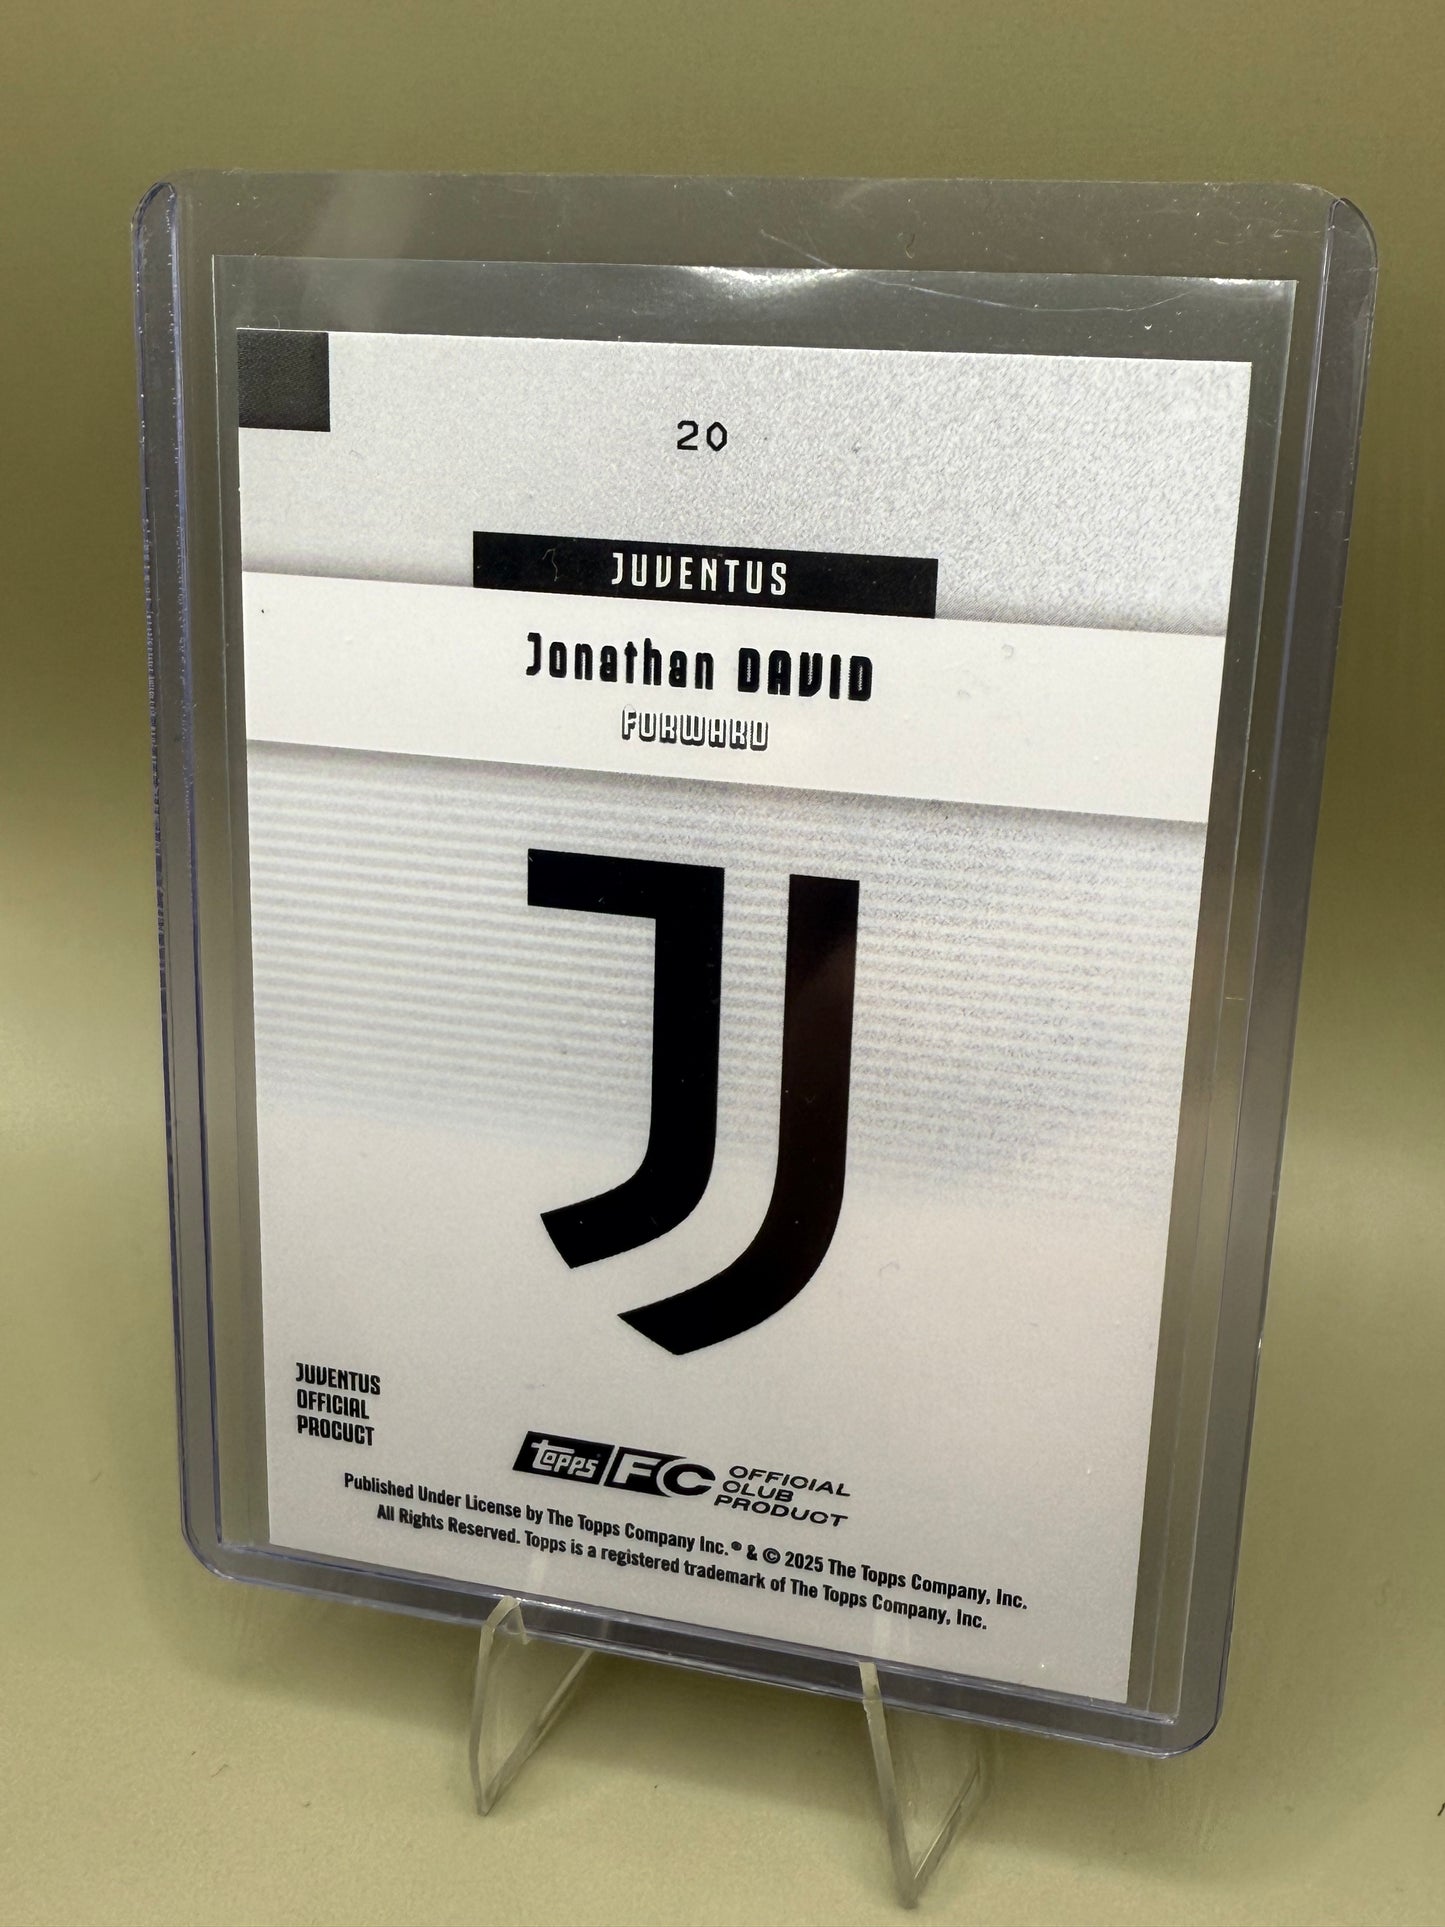 20
JUVENTUS
Jonathan DAVID
FORWARD
JUVENTUS
OFFICIAL
PROCUCT
topps FC OFFICIAL
CLUB
PRODUCT
Published Under License by The Topps Company Inc.® & © 2025 The Topps Company, Inc.
All Rights Reserved. Topps is a registered trademark of The Topps Company, Inc.